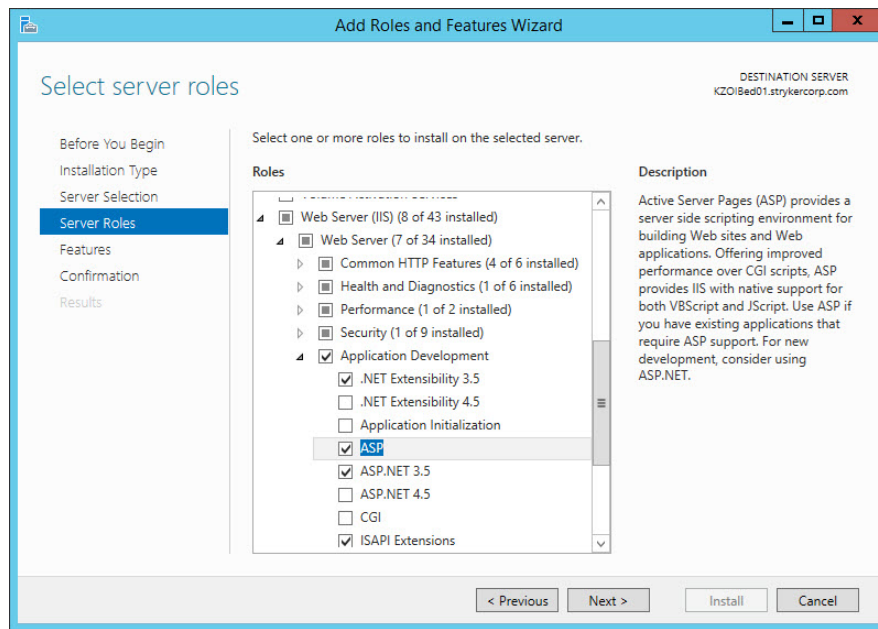 Add Roles and Features Wizard
Select server roles
DESTINATION SERVER
KZOIBed01.strykercorp.com
Before You Begin
Installation Type
Server Selection
Server Roles
Features
Confirmation
Results
Select one or more roles to install on the selected server.
Roles
Volume Activation Services
Web Server (IIS) (8 of 43 installed)
Web Server (7 of 34 installed)
Common HTTP Features (4 of 6 installed)
Health and Diagnostics (1 of 6 installed)
Performance (1 of 2 installed)
Security (1 of 9 installed)
Application Development
.NET Extensibility 3.5
.NET Extensibility 4.5
Application Initialization
ASP
ASP.NET 3.5
ASP.NET 4.5
CGI
ISAPI Extensions
Description
Active Server Pages (ASP) provides a
server side scripting environment for
building Web sites and Web
applications. Offering improved
performance over CGI scripts, ASP
provides IIS with native support for
both VBScript and JScript. Use ASP if
you have existing applications that
require ASP support. For new
development, consider using
ASP.NET.
< Previous
Next >
Install
Cancel